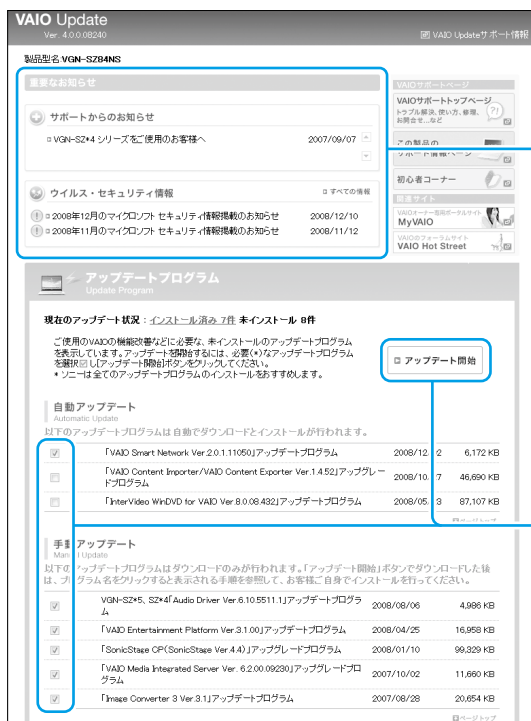 VAIO Update
Ver. 4.0.0.08240
VAIO Updateサポート情報
製品型名:VGN-SZ84NS
重要なお知らせ
サポートからのお知らせ
VGN-SZ*4 シリーズをご使用のお客様へ 2007/09/07
ウイルス・セキュリティ情報 すべての情報
2008年12月のマイクロソフト セキュリティ情報掲載のお知らせ 2008/12/10
2008年11月のマイクロソフト セキュリティ情報掲載のお知らせ 2008/11/12
VAIOサポートページ
VAIOサポートトップページ
トラブル解決、使い方、修理、
お問合せ...など
この製品の
サポート情報ページ
初心者コーナー
関連サイト
VAIOオーナー専用ポータルサイト
MyVAIO
VAIOのフォーラムサイト
VAIO Hot Street
アップデートプログラム
Update Program
現在のアップデート状況:インストール済み 7件 未インストール 8件
ご使用のVAIOの機能改善などに必要な、未インストールのアップデートプログラム
を表示しています。アップデートを開始するには、必要(*)なアップデートプログラム
を選択し[アップデート開始]ボタンをクリックしてください。
* ソニーは全てのアップデートプログラムのインストールをおすすめします。
アップデート開始
自動アップデート
Automatic Update
以下のアップデートプログラムは自動でダウンロードとインストールが行われます。
「VAIO Smart Network Ver.2.0.1.11050」アップデートプログラム 2008/12. 2 6,172 KB
「VAIO Content Importer/VAIO Content Exporter Ver.1.4.52」アップグレー
ドプログラム 2008/10. 7 46,690 KB
「InterVideo WinDVD for VAIO Ver.8.0.08.432」アップデートプログラム 2008/05. 3 87,107 KB
ページトップ
手動アップデート
Manual Update
以下のアップデートプログラムはダウンロードのみが行われます。「アップデート開始」ボタンでダウンロードした後
は、プログラム名をクリックすると表示される手順を参照して、お客様ご自身でインストールを行ってください。
VGN-SZ*5, SZ*4「Audio Driver Ver.6.10.5511.1」アップデートプログラ
ム 2008/08/06 4,986 KB
「VAIO Entertainment Platform Ver.3.1.00」アップデートプログラム 2008/04/25 16,958 KB
「SonicStage CP(SonicStage Ver.4.4)」アップグレードプログラム 2008/01/10 99,329 KB
「VAIO Media Integrated Server Ver. 6.2.00.09230」アップグレードプロ
グラム 2007/10/02 11,660 KB
「Image Converter 3 Ver.3.1」アップデートプログラム 2007/08/28 20,654 KB
ページトップ